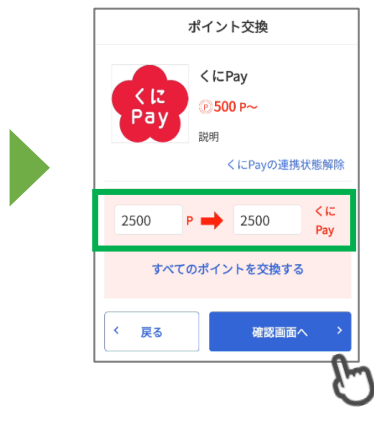 ポイント交換
くに
Pay
くにPay
Ⓟ500 P～
説明
くにPayの連携状態解除
2500 P 2500 くに
Pay
すべてのポイントを交換する
戻る
確認画面へ